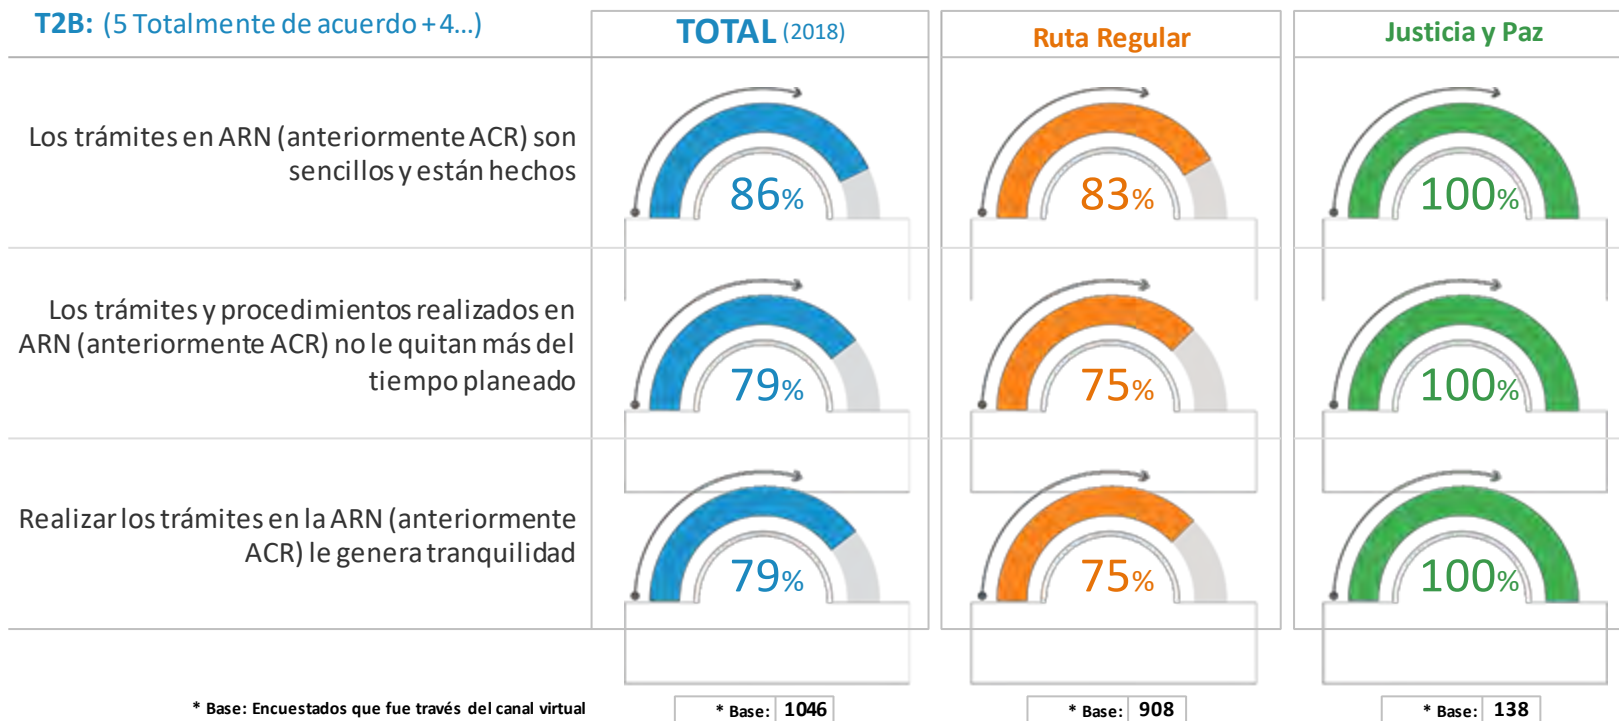 T2B: (5 Totalmente de acuerdo + 4...)
TOTAL (2018)
Ruta Regular
Justicia y Paz
Los trámites en ARN (anteriormente ACR) son
sencillos y están hechos
86%
83%
100%
Los trámites y procedimientos realizados en
ARN (anteriormente ACR) no le quitan más del
tiempo planeado
79%
75%
100%
Realizar los trámites en la ARN (anteriormente
ACR) le genera tranquilidad
79%
75%
100%
* Base: Encuestados que fue través del canal virtual
* Base: 1046
* Base: 908
* Base: 138